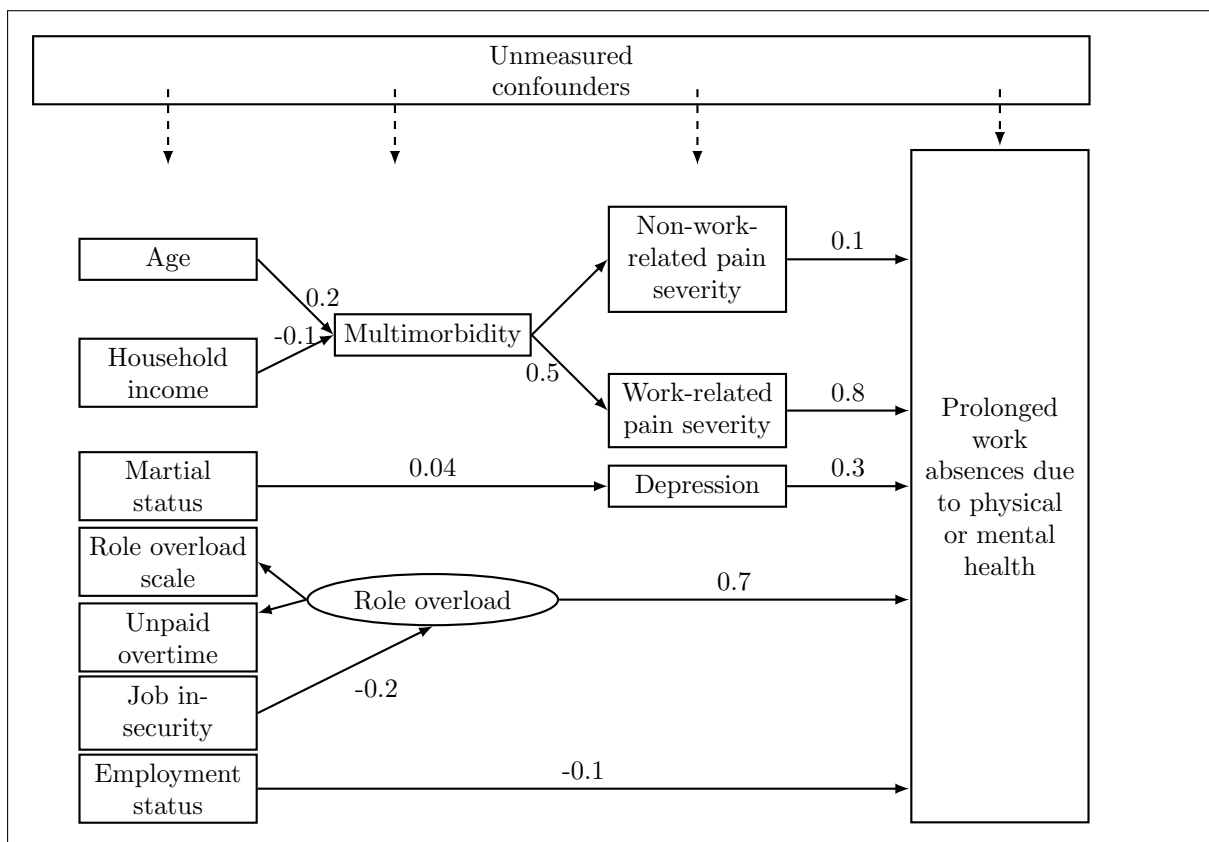 Unmeasured
confounders
Age
0.2
-0.1
Household
income
Multimorbidity
0.5
Non-work-
related pain
severity
0.1
Work-related
pain severity
0.8
Martial
status
0.04
Depression
0.3
Role overload
scale
Unpaid
overtime
Role overload
0.7
Job in-
security
-0.2
Employment
status
-0.1
Prolonged
work
absences due
to physical
or mental
health